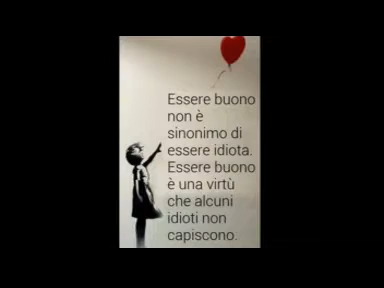 Essere buono
non è
sinonimo di
essere idiota.
Essere buono
è una virtù
che alcuni
idioti non
capiscono.